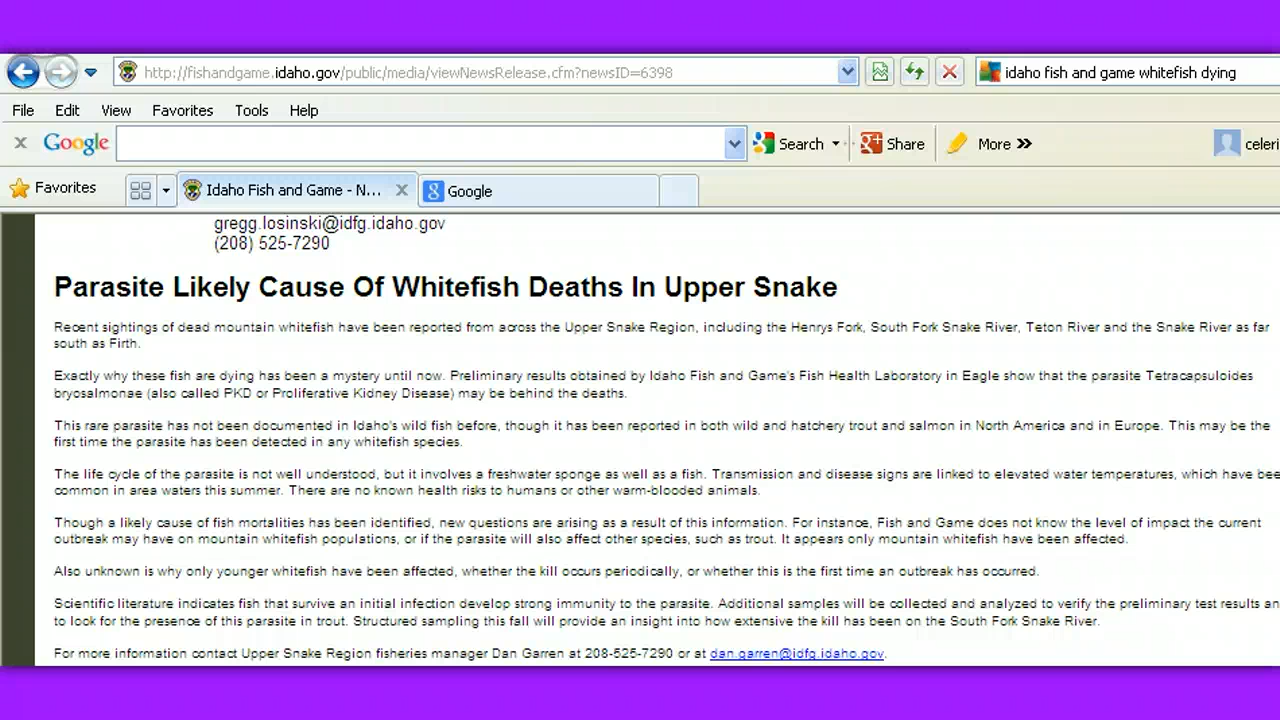 http://fishandgame.idaho.gov/public/media/viewNewsRelease.cfm?newsID=6398
idaho fish and game whitefish dying
File Edit View Favorites Tools Help
Google Search Share More
celeri
Favorites Idaho Fish and Game - N... Google
gregg.losinski@idfg.idaho.gov
(208) 525-7290
Parasite Likely Cause Of Whitefish Deaths In Upper Snake
Recent sightings of dead mountain whitefish have been reported from across the Upper Snake Region, including the Henrys Fork, South Fork Snake River, Teton River and the Snake River as far
south as Firth.
Exactly why these fish are dying has been a mystery until now. Preliminary results obtained by Idaho Fish and Game's Fish Health Laboratory in Eagle show that the parasite Tetracapsuloides
bryosalmonae (also called PKD or Proliferative Kidney Disease) may be behind the deaths.
This rare parasite has not been documented in Idaho's wild fish before, though it has been reported in both wild and hatchery trout and salmon in North America and in Europe. This may be the
first time the parasite has been detected in any whitefish species.
The life cycle of the parasite is not well understood, but it involves a freshwater sponge as well as a fish. Transmission and disease signs are linked to elevated water temperatures, which have bee
common in area waters this summer. There are no known health risks to humans or other warm-blooded animals.
Though a likely cause of fish mortalities has been identified, new questions are arising as a result of this information. For instance, Fish and Game does not know the level of impact the current
outbreak may have on mountain whitefish populations, or if the parasite will also affect other species, such as trout. It appears only mountain whitefish have been affected.
Also unknown is why only younger whitefish have been affected, whether the kill occurs periodically, or whether this is the first time an outbreak has occurred.
Scientific literature indicates fish that survive an initial infection develop strong immunity to the parasite. Additional samples will be collected and analyzed to verify the preliminary test results an
to look for the presence of this parasite in trout. Structured sampling this fall will provide an insight into how extensive the kill has been on the South Fork Snake River.
For more information contact Upper Snake Region fisheries manager Dan Garren at 208-525-7290 or at dan.garren@idfg.idaho.gov.